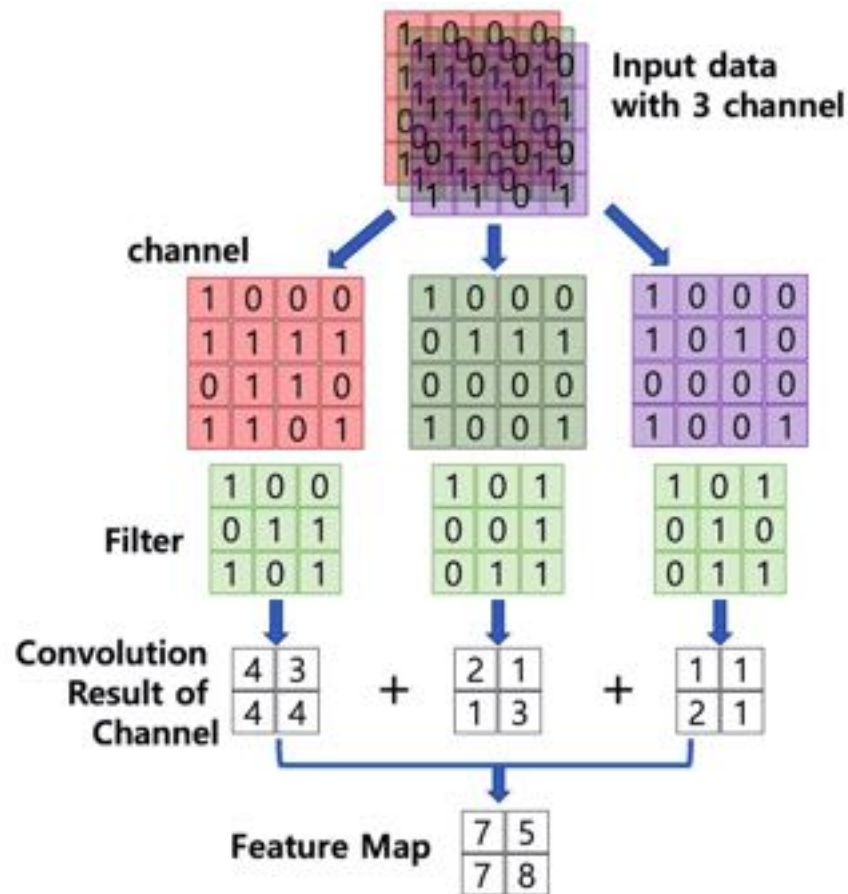 Input data
with 3 channel
channel
1 0 0 0 1 0 0 0 1 0 0 0
1 1 1 1 0 1 1 1 1 0 1 0
0 1 1 0 0 0 0 0 0 0 0 0
1 1 0 1 1 0 0 1 1 0 0 1
Filter
1 0 0 1 0 1 1 0 1
0 1 1 0 0 1 0 1 0
1 0 1 0 1 1 0 1 1
Convolution
Result of
Channel
4 3 + 2 1 + 1 1
4 4 1 3 2 1
Feature Map
7 5
7 8